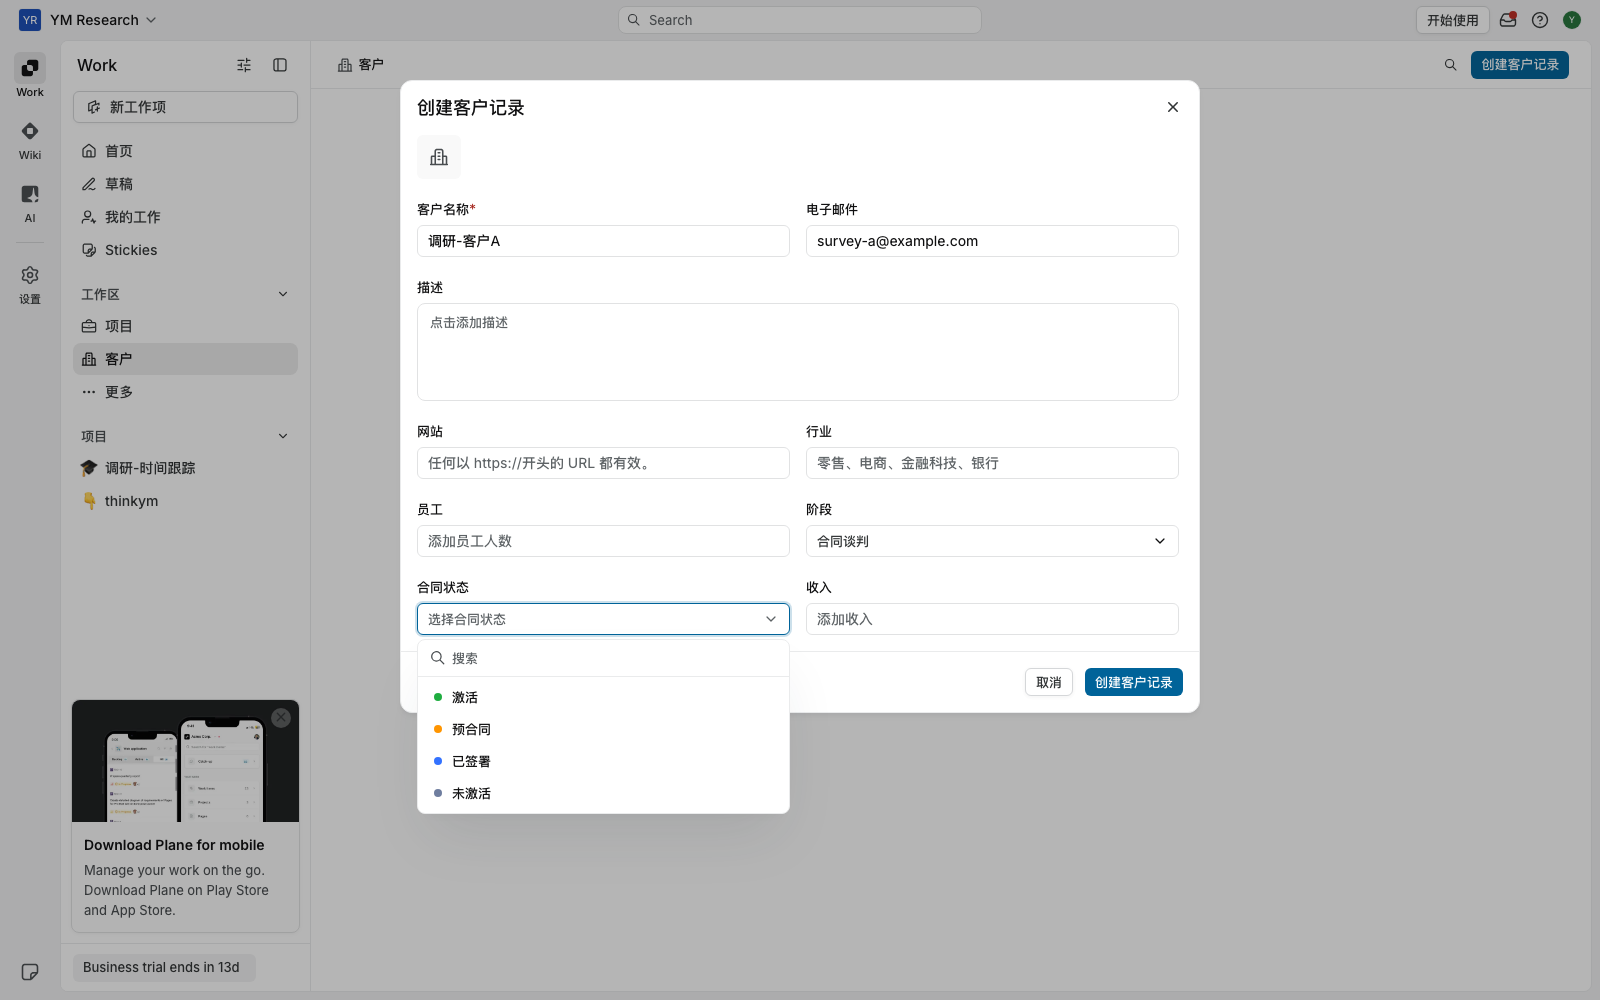 YR YM Research
Search
开始使用
Y
Work
Wiki
AI
设置
Work
新工作项
首页
草稿
我的工作
Stickies
工作区
项目
客户
更多
项目
调研-时间跟踪
thinkym
Download Plane for mobile
Manage your work on the go.
Download Plane on Play Store
and App Store.
Business trial ends in 13d
客户
创建客户记录
创建客户记录
客户名称*
调研-客户A
电子邮件
survey-a@example.com
描述
点击添加描述
网站
任何以 https://开头的 URL 都有效。
行业
零售、电商、金融科技、银行
员工
添加员工人数
阶段
合同谈判
合同状态
选择合同状态
收入
添加收入
搜索
激活
预合同
已签署
未激活
取消
创建客户记录